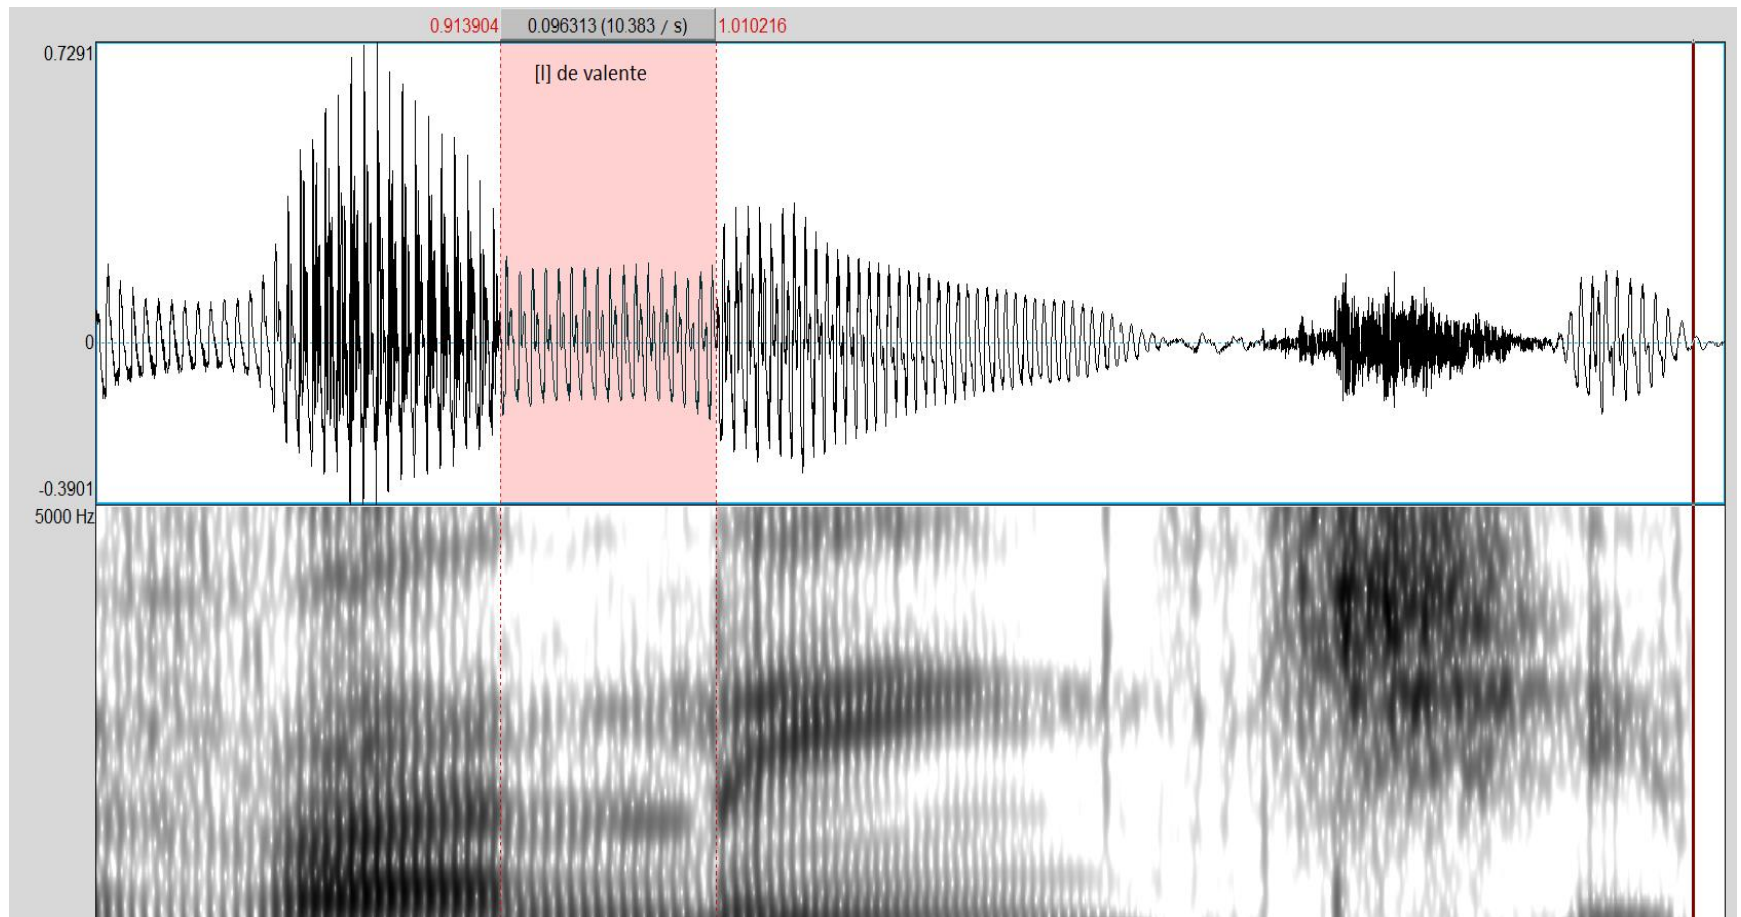 0.913904 0.096313 (10.383 / s) 1.010216
0.7291
[l] de valente
0
-0.3901
5000 Hz